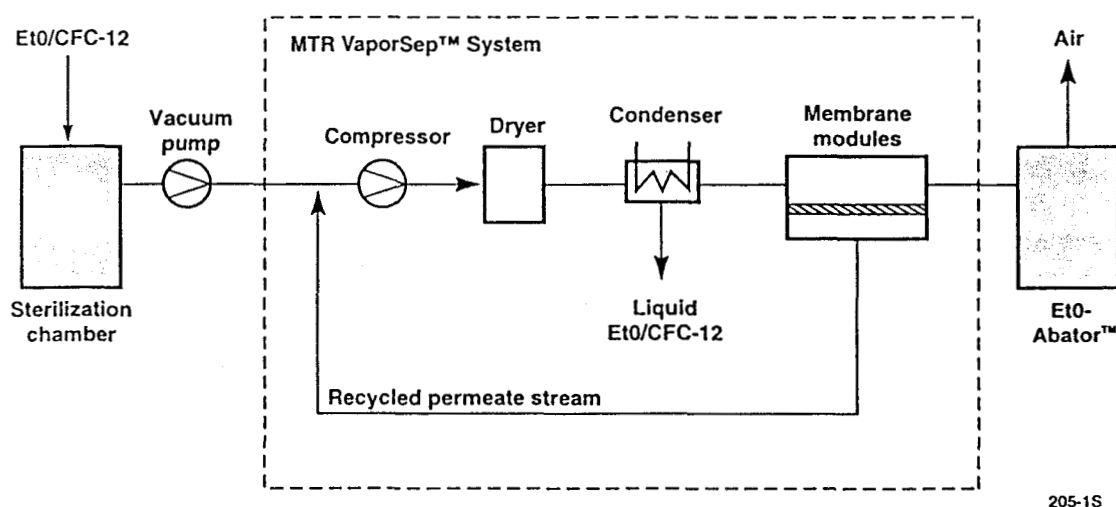 Et0/CFC-12
MTR VaporSep™ System
Air
Vacuum
pump
Compressor
Dryer
Condenser
Membrane
modules
Sterilization
chamber
Liquid
Et0/CFC-12
Et0-
Abator™
Recycled permeate stream
205-1S